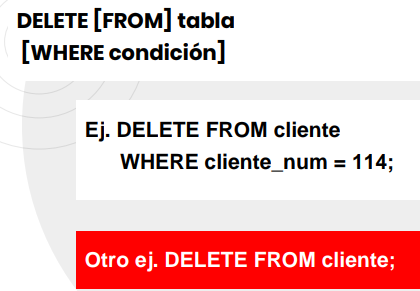 DELETE [FROM] tabla
[WHERE condición]
Ej. DELETE FROM cliente
WHERE cliente_num = 114;
Otro ej. DELETE FROM cliente;